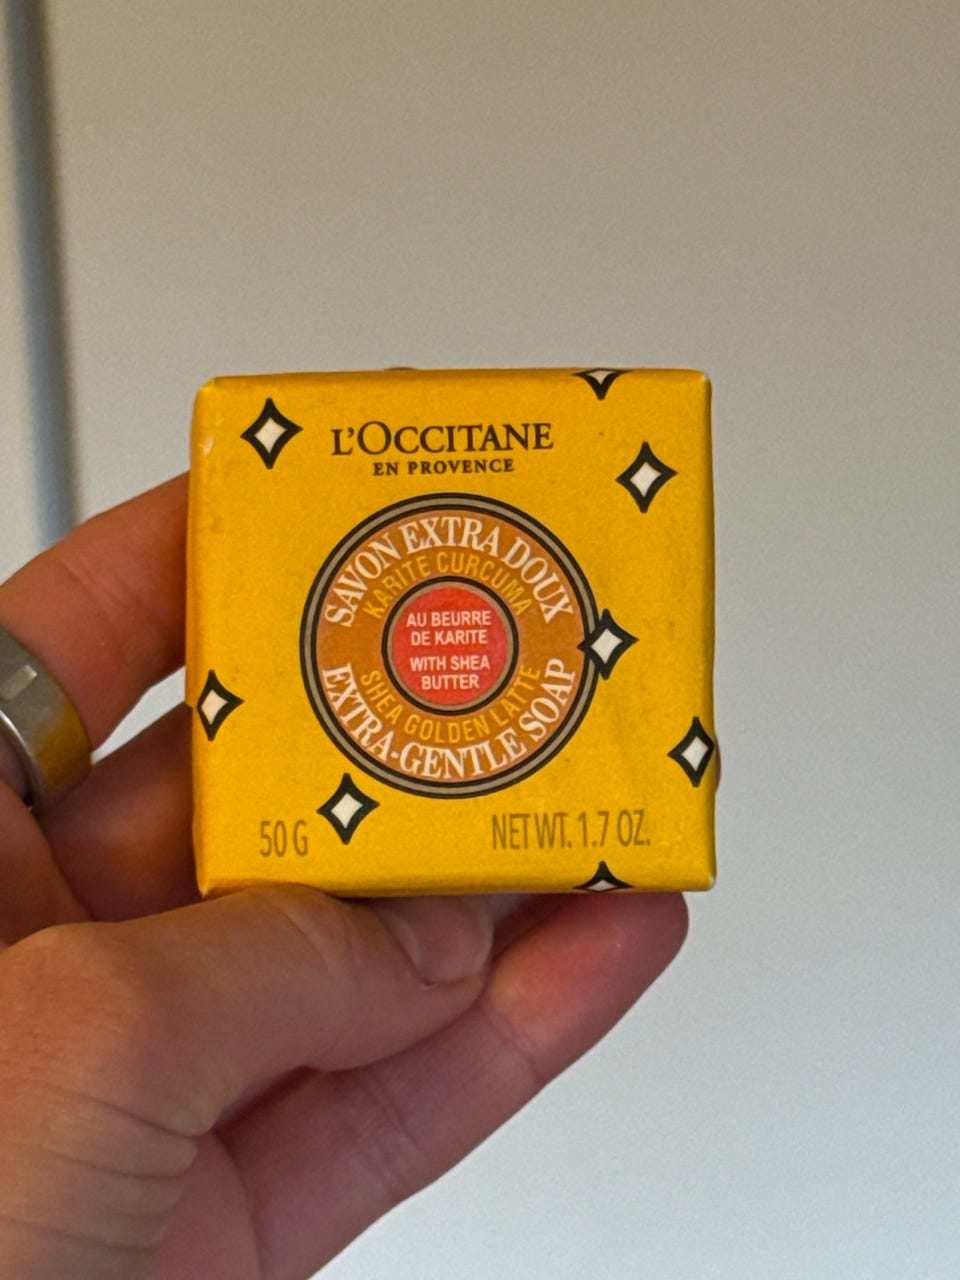 L'OCCITANE
EN PROVENCE
SAVON EXTRA DOUX
KARITE CURCUMA
AU BEURRE
DE KARITE
WITH SHEA
BUTTER
SHEA GOLDEN LATTE
EXTRA-GENTLE SOAP
50 G
NET WT. 1.7 OZ.